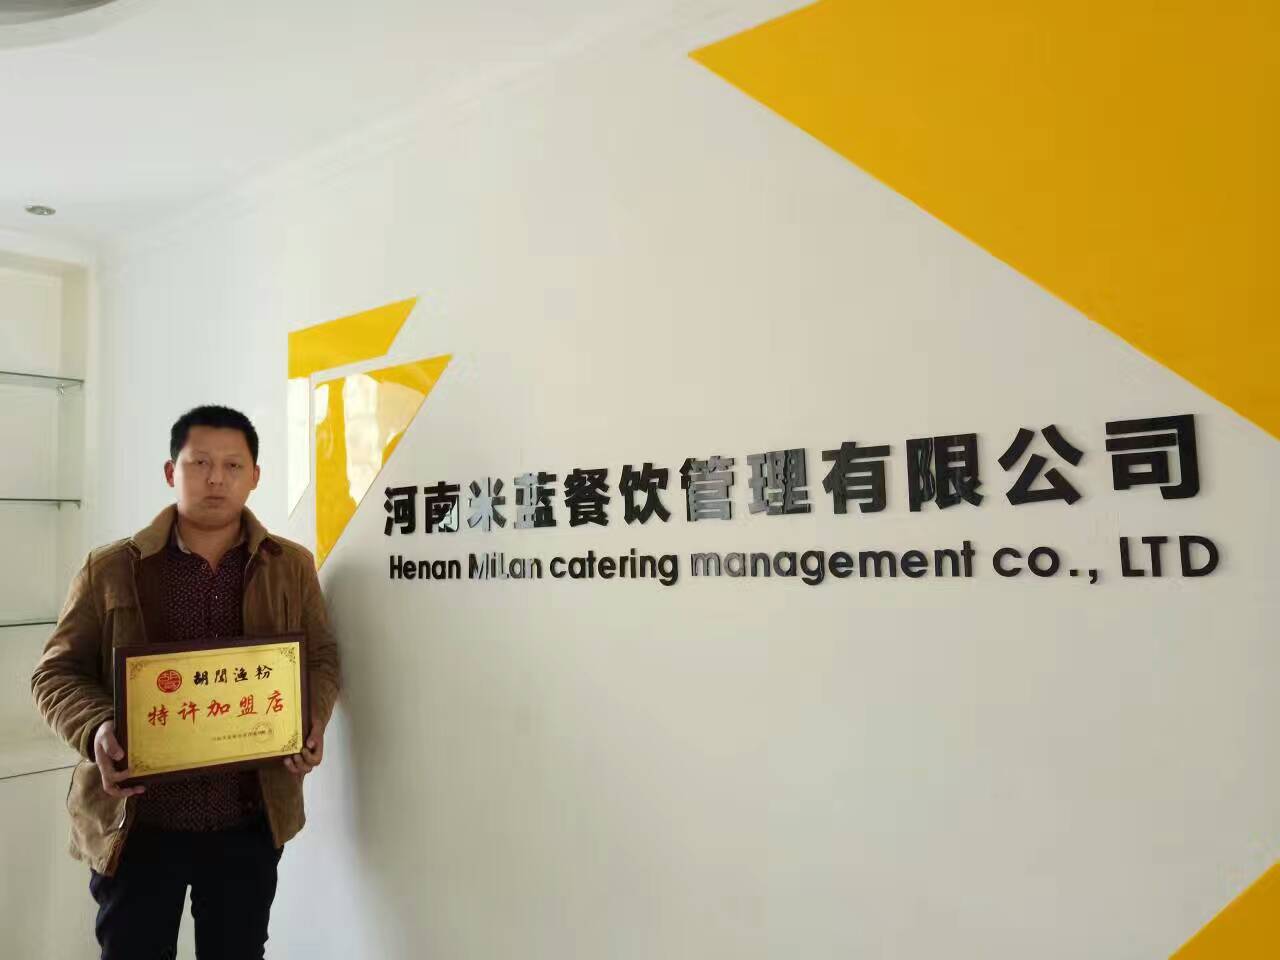 河南米蓝餐饮管理有限公司
Henan MiLan catering management co., LTD
胡閣渔粉
特许加盟店